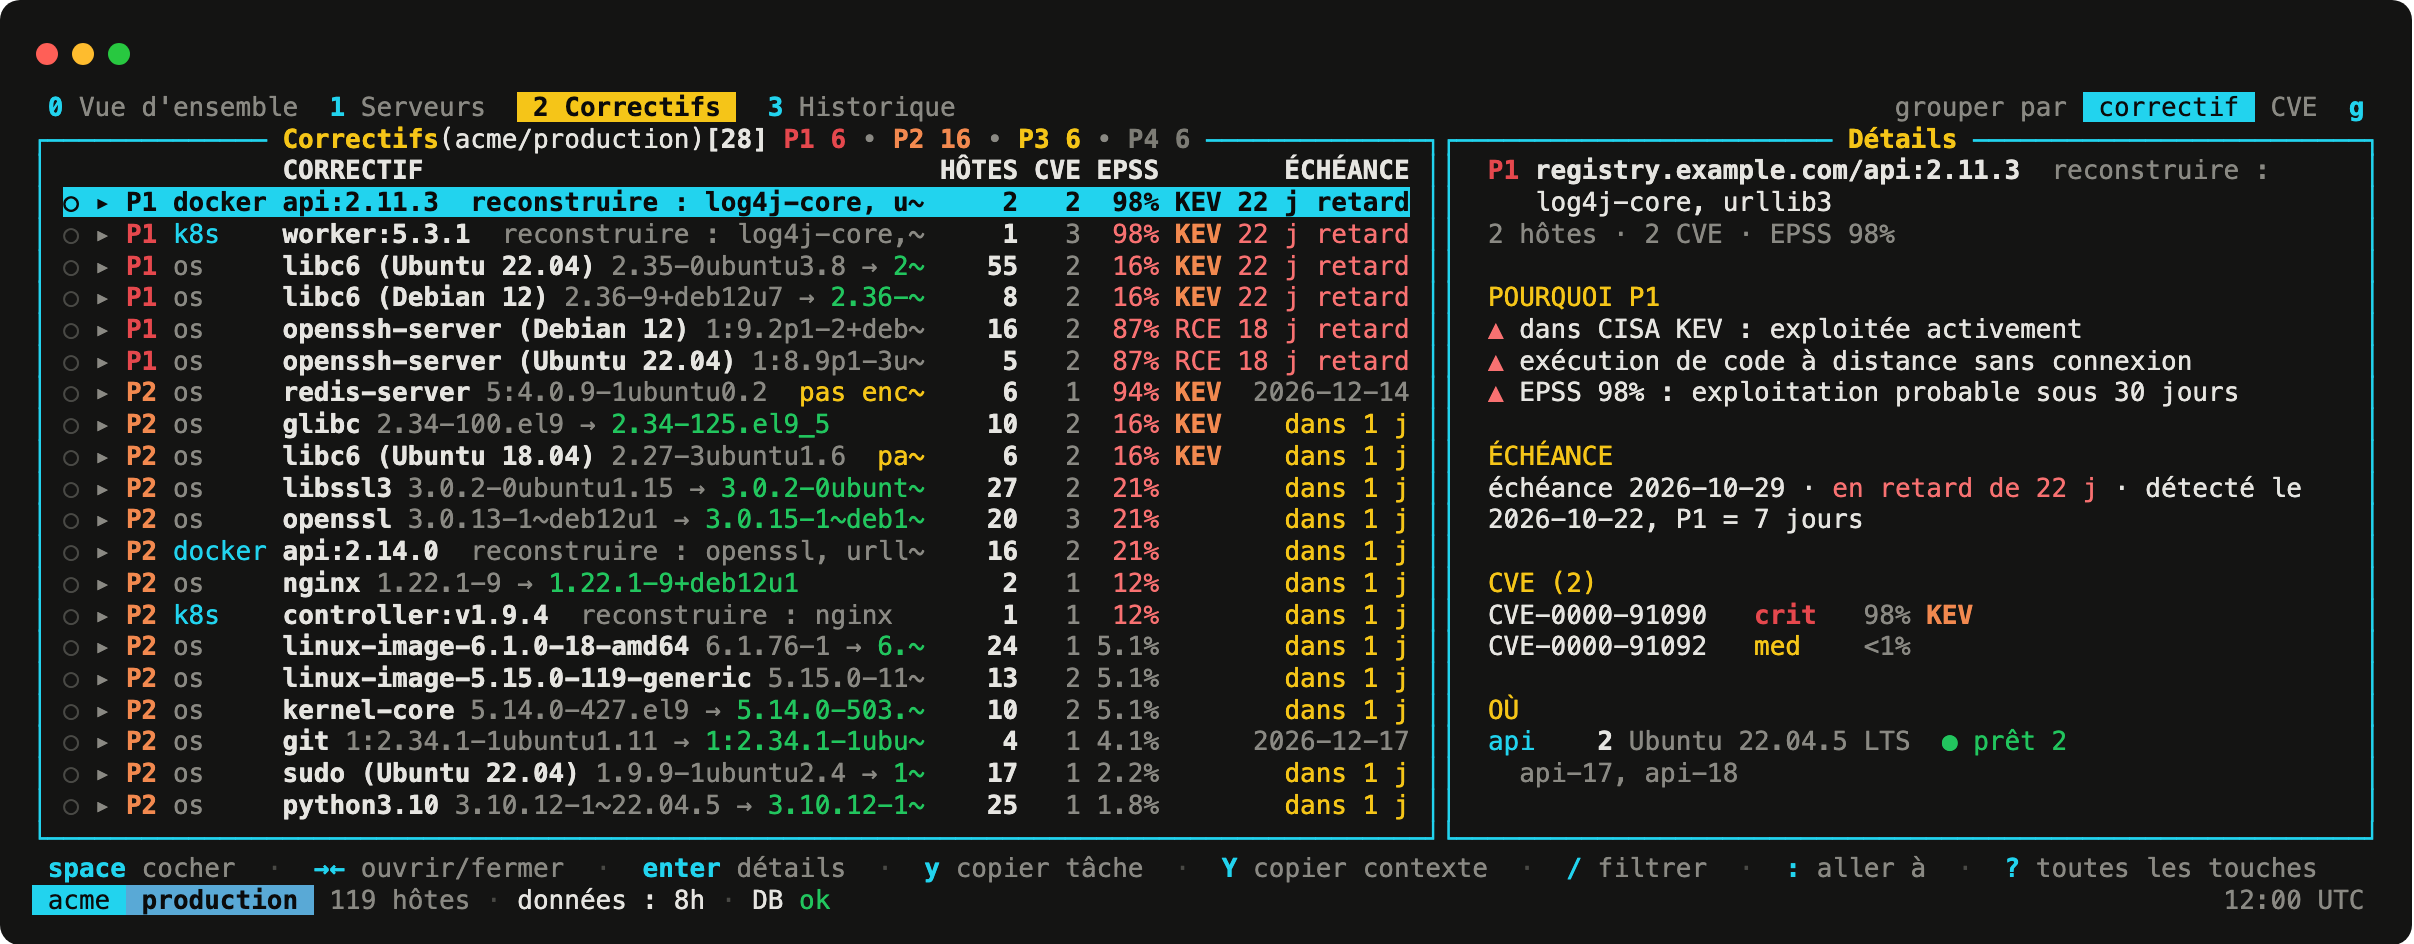 0 Vue d'ensemble 1 Serveurs 2 Correctifs 3 Historique grouper par correctif CVE g
Correctifs(acme/production)[28] P1 6 • P2 16 • P3 6 • P4 6
CORRECTIF HÔTES CVE EPSS ÉCHÉANCE
○ ▸ P1 docker api:2.11.3 reconstruire : log4j-core, u~ 2 2 98% KEV 22 j retard
○ ▸ P1 k8s worker:5.3.1 reconstruire : log4j-core,~ 1 3 98% KEV 22 j retard
○ ▸ P1 os libc6 (Ubuntu 22.04) 2.35-0ubuntu3.8 → 2~ 55 2 16% KEV 22 j retard
○ ▸ P1 os libc6 (Debian 12) 2.36-9+deb12u7 → 2.36-~ 8 2 16% KEV 22 j retard
○ ▸ P1 os openssh-server (Debian 12) 1:9.2p1-2+deb~ 16 2 87% RCE 18 j retard
○ ▸ P1 os openssh-server (Ubuntu 22.04) 1:8.9p1-3u~ 5 2 87% RCE 18 j retard
○ ▸ P2 os redis-server 5:4.0.9-1ubuntu0.2 pas enc~ 6 1 94% KEV 2026-12-14
○ ▸ P2 os glibc 2.34-100.el9 → 2.34-125.el9_5 10 2 16% KEV dans 1 j
○ ▸ P2 os libc6 (Ubuntu 18.04) 2.27-3ubuntu1.6 pa~ 6 2 16% KEV dans 1 j
○ ▸ P2 os libssl3 3.0.2-0ubuntu1.15 → 3.0.2-0ubunt~ 27 2 21% dans 1 j
○ ▸ P2 os openssl 3.0.13-1~deb12u1 → 3.0.15-1~deb1~ 20 3 21% dans 1 j
○ ▸ P2 docker api:2.14.0 reconstruire : openssl, urll~ 16 2 21% dans 1 j
○ ▸ P2 os nginx 1.22.1-9 → 1.22.1-9+deb12u1 2 1 12% dans 1 j
○ ▸ P2 k8s controller:v1.9.4 reconstruire : nginx 1 1 12% dans 1 j
○ ▸ P2 os linux-image-6.1.0-18-amd64 6.1.76-1 → 6.~ 24 1 5.1% dans 1 j
○ ▸ P2 os linux-image-5.15.0-119-generic 5.15.0-11~ 13 2 5.1% dans 1 j
○ ▸ P2 os kernel-core 5.14.0-427.el9 → 5.14.0-503.~ 10 2 5.1% dans 1 j
○ ▸ P2 os git 1:2.34.1-1ubuntu1.11 → 1:2.34.1-1ubu~ 4 1 4.1% 2026-12-17
○ ▸ P2 os sudo (Ubuntu 22.04) 1.9.9-1ubuntu2.4 → 1~ 17 1 2.2% dans 1 j
○ ▸ P2 os python3.10 3.10.12-1~22.04.5 → 3.10.12-1~ 25 1 1.8% dans 1 j
Détails
P1 registry.example.com/api:2.11.3 reconstruire :
log4j-core, urllib3
2 hôtes · 2 CVE · EPSS 98%
POURQUOI P1
▲ dans CISA KEV : exploitée activement
▲ exécution de code à distance sans connexion
▲ EPSS 98% : exploitation probable sous 30 jours
ÉCHÉANCE
échéance 2026-10-29 · en retard de 22 j · détecté le
2026-10-22, P1 = 7 jours
CVE (2)
CVE-0000-91090 crit 98% KEV
CVE-0000-91092 med <1%
OÙ
api 2 Ubuntu 22.04.5 LTS ● prêt 2
api-17, api-18
space cocher · →← ouvrir/fermer · enter détails · y copier tâche · Y copier contexte · / filtrer · : aller à · ? toutes les touches
acme production 119 hôtes · données : 8h · DB ok 12:00 UTC